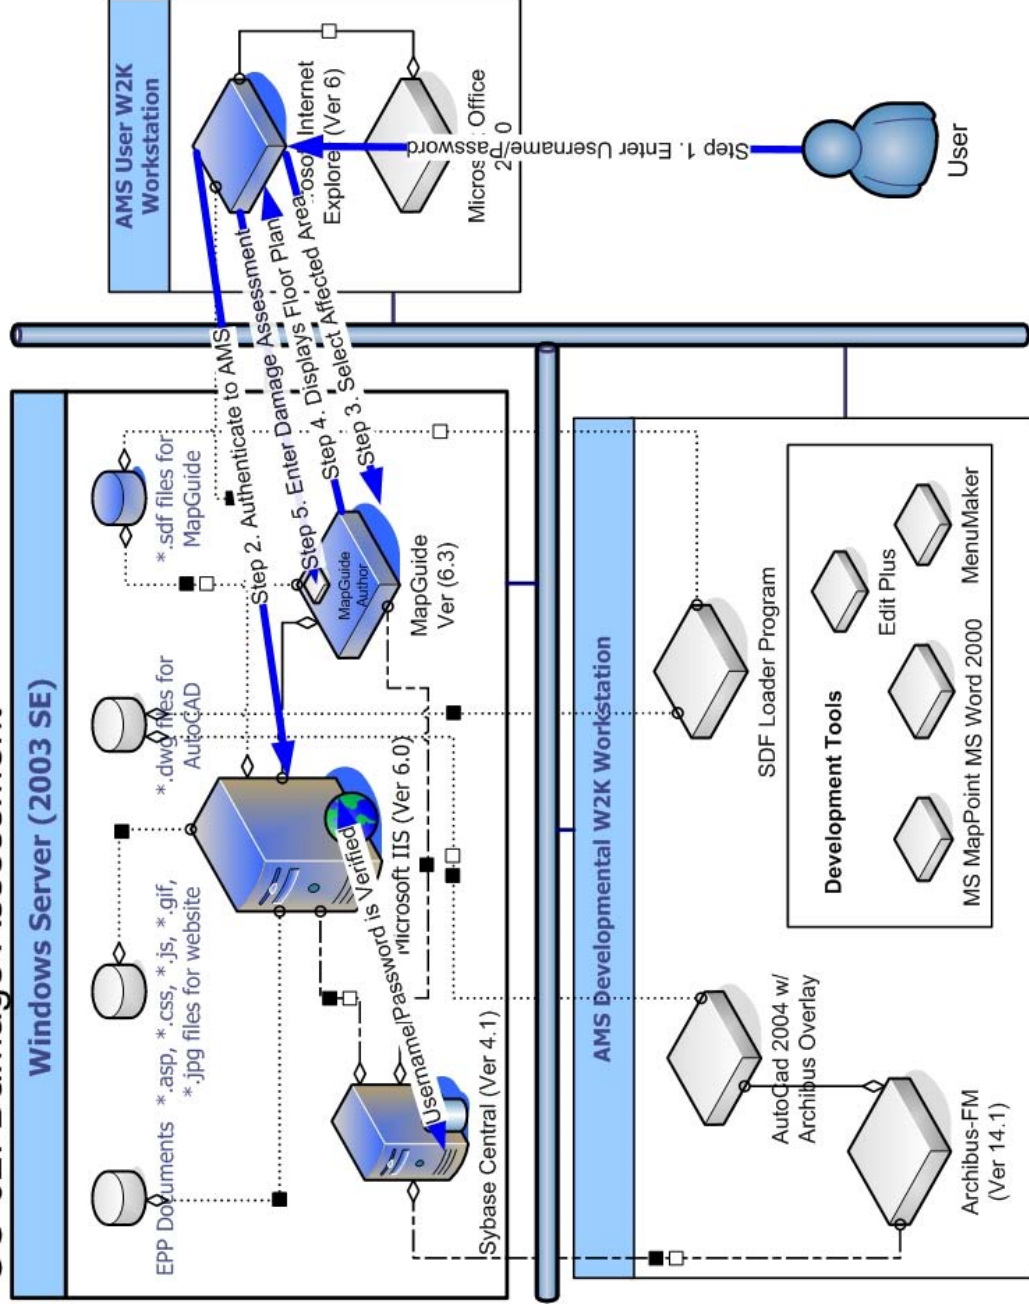 Windows Server (2003 SE)
EPP Documents
*.asp, *.css, *.js, *.gif,
*.jpg files for website
*.dwg files for
AutoCAD
*.sdf files for
MapGuide
Step 2. Authenticate to AMS
Step 5. Enter Damage Assessment
Step 4. Displays Floor Plan
Step 3. Select Affected Area
MapGuide
Author
MapGuide
Ver (6.3)
Microsoft IIS (Ver 6.0)
Username/Password is Verified
Sybase Central (Ver 4.1)
AMS User W2K
Workstation
Internet
Explorer (Ver 6)
Office
Step 1. Enter Username/Password
User
AMS Developmental W2K Workstation
AutoCad 2004 w/
Archibus Overlay
Archibus-FM
(Ver 14.1)
SDF Loader Program
Development Tools
Edit Plus
MS MapPoint
MS Word 2000
MenuMaker